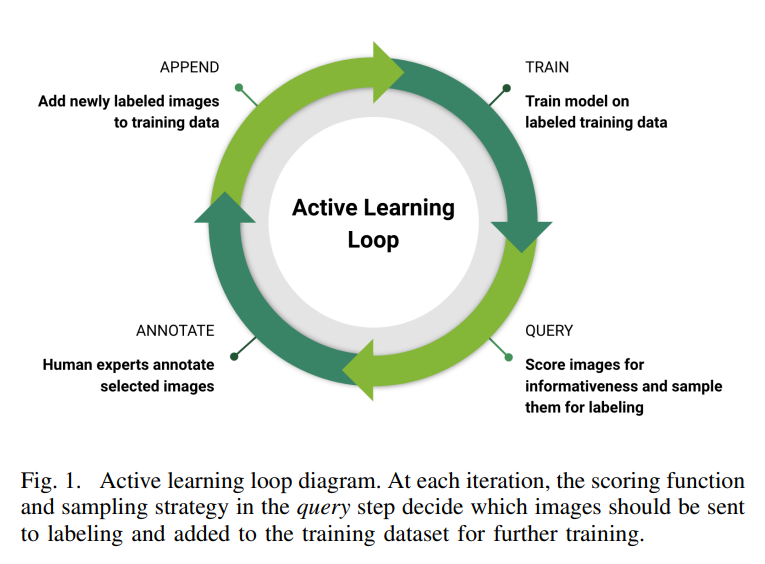 APPEND
Add newly labeled images
to training data
TRAIN
Train model on
labeled training data
Active Learning
Loop
ANNOTATE
Human experts annotate
selected images
QUERY
Score images for
informativeness and sample
them for labeling
Fig. 1. Active learning loop diagram. At each iteration, the scoring function
and sampling strategy in the query step decide which images should be sent
to labeling and added to the training dataset for further training.